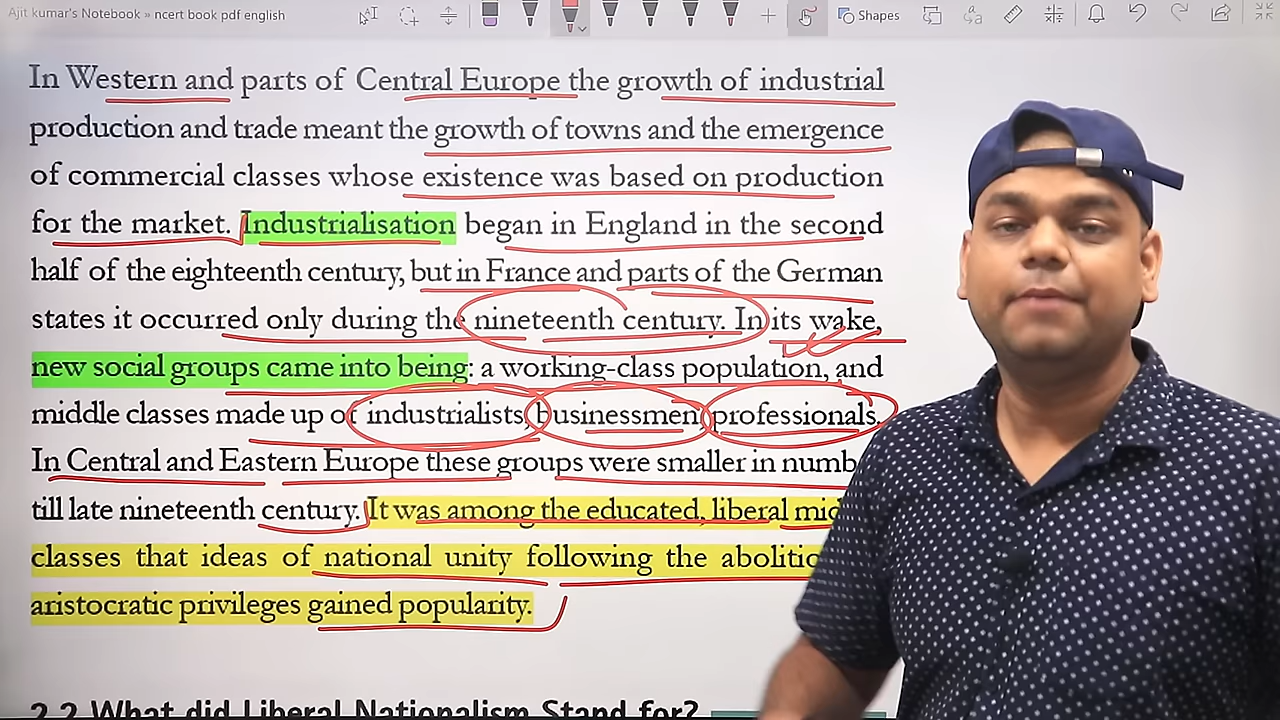 Ajit kumar's Notebook » ncert book pdf english
Shapes
In Western and parts of Central Europe the growth of industrial
production and trade meant the growth of towns and the emergence
of commercial classes whose existence was based on production
for the market. Industrialisation began in England in the second
half of the eighteenth century, but in France and parts of the German
states it occurred only during the nineteenth century. In its wake,
new social groups came into being: a working-class population, and
middle classes made up of industrialists, businessmen, professionals.
In Central and Eastern Europe these groups were smaller in
till late nineteenth century. It was among the educated, liberal
classes that ideas of national unity following the
aristocratic privileges gained popularity.
2.2 What did Liberal Nationalism Stand for?